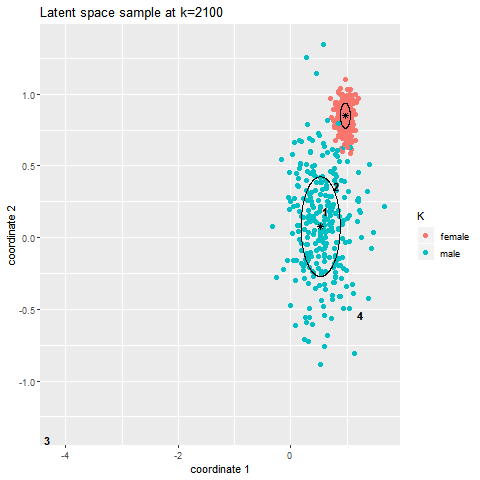 Latent space sample at k=2100
1.0
0.5
0.0
-0.5
-1.0
coordinate 2
2
1
4
3
-4
-2
0
coordinate 1
K
female
male